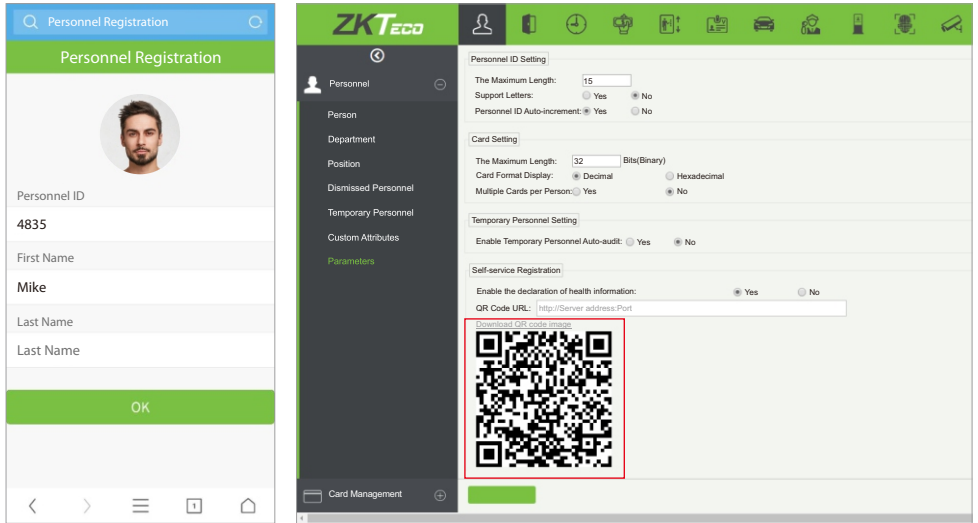 Personnel Registration
Personnel Registration
Personnel ID
4835
First Name
Mike
Last Name
Last Name
OK
1
ZKTeco
Personnel
Person
Department
Position
Dismissed Personnel
Temporary Personnel
Custom Attributes
Parameters
Card Management
Personnel ID Setting
The Maximum Length: 15
Support Letters: Yes No
Personnel ID Auto-increment: Yes No
Card Setting
The Maximum Length: 32 Bits(Binary)
Card Format Display: Decimal Hexadecimal
Multiple Cards per Person: Yes No
Temporary Personnel Setting
Enable Temporary Personnel Auto-audit: Yes No
Self-service Registration
Enable the declaration of health information: Yes No
QR Code URL: http://Server address:Port
Download QR code image